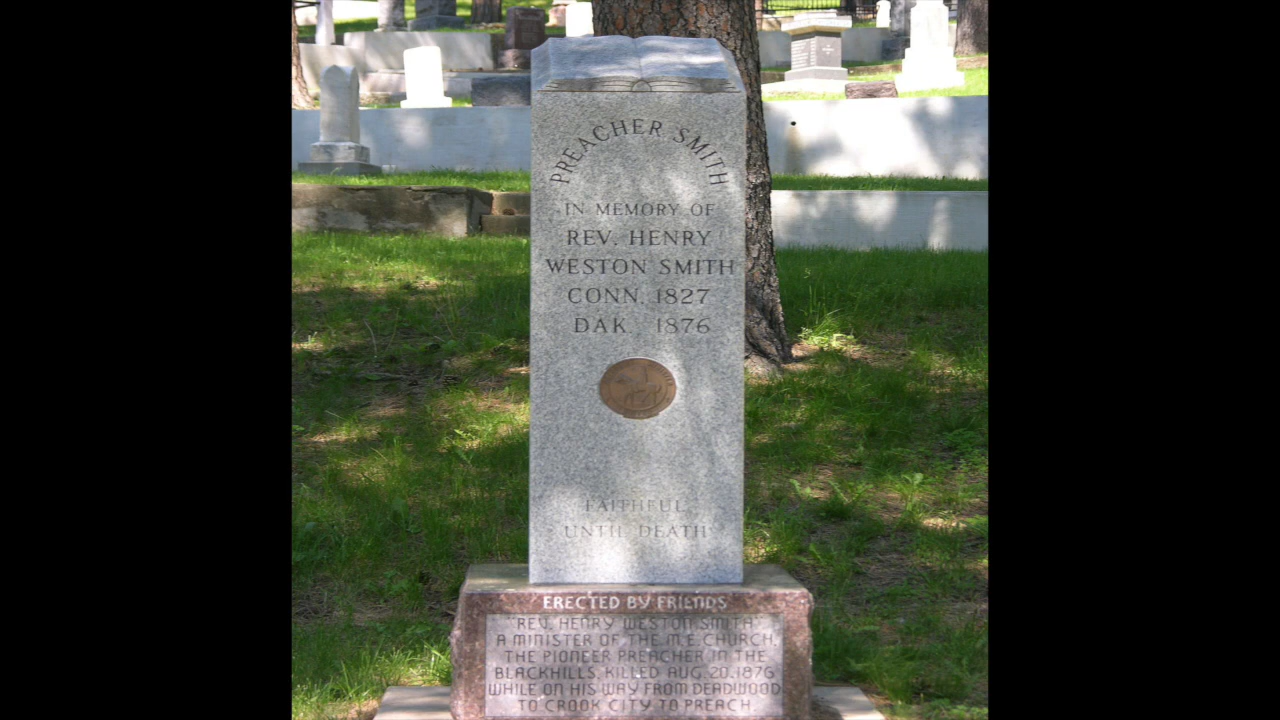 PREACHER SMITH
IN MEMORY OF
REV. HENRY
WESTON SMITH
CONN. 1827
DAK. 1876
FAITHFUL
UNTIL DEATH
ERECTED BY FRIENDS
"REV. HENRY WESTON SMITH"
A MINISTER OF THE M.E. CHURCH,
THE PIONEER PREACHER IN THE
BLACKHILLS, KILLED AUG. 20, 1876
WHILE ON HIS WAY FROM DEADWOOD
TO CROOK CITY TO PREACH